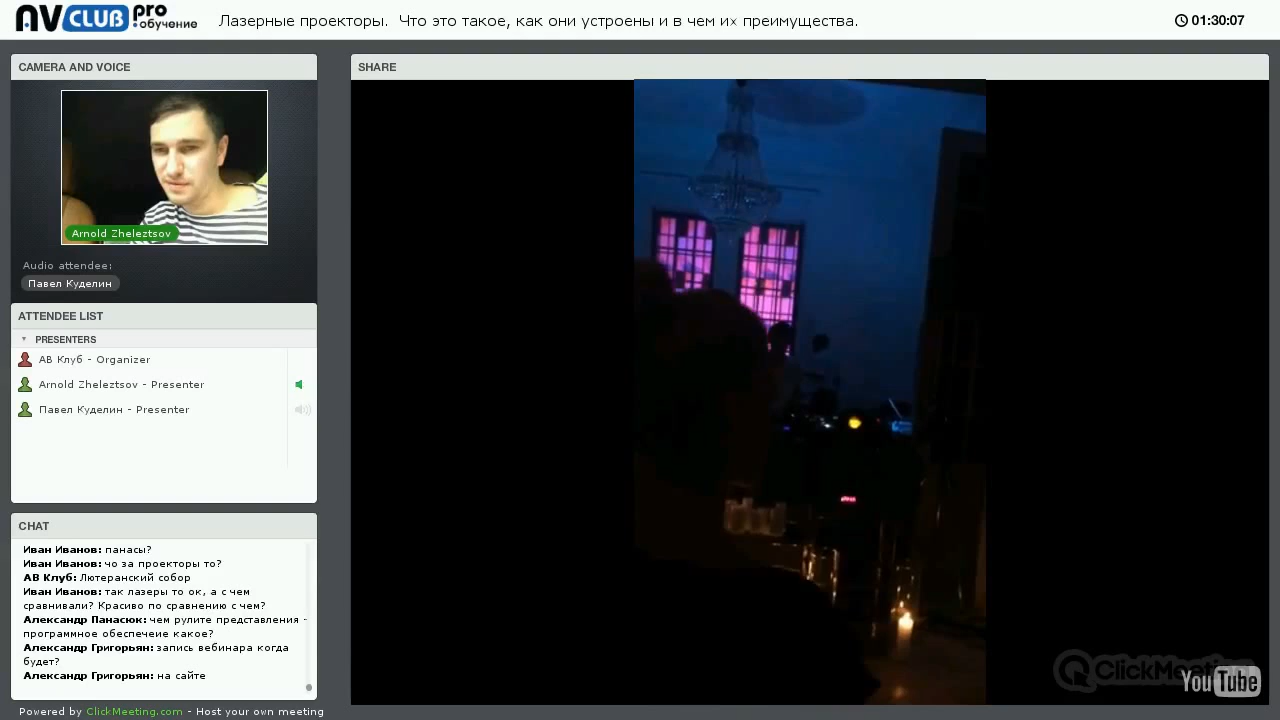 AVCLUB pro :обучение
Лазерные проекторы. Что это такое, как они устроены и в чем их преимущества.
01:30:07
CAMERA AND VOICE
Arnold Zheleztsov
Audio attendee:
Павел Куделин
ATTENDEE LIST
PRESENTERS
АВ Клуб - Organizer
Arnold Zheleztsov - Presenter
Павел Куделин - Presenter
CHAT
Иван Иванов: панасы?
Иван Иванов: чо за проекторы то?
АВ Клуб: Лютеранский собор
Иван Иванов: так лазеры то ок, а с чем
сравнивали? Красиво по сравнению с чем?
Александр Панасюк: чем рулите представления -
программное обеспечеие какое?
Александр Григорьян: запись вебинара когда
будет?
Александр Григорьян: на сайте
Powered by ClickMeeting.com - Host your own meeting
SHARE
ClickMeeting
YouTube